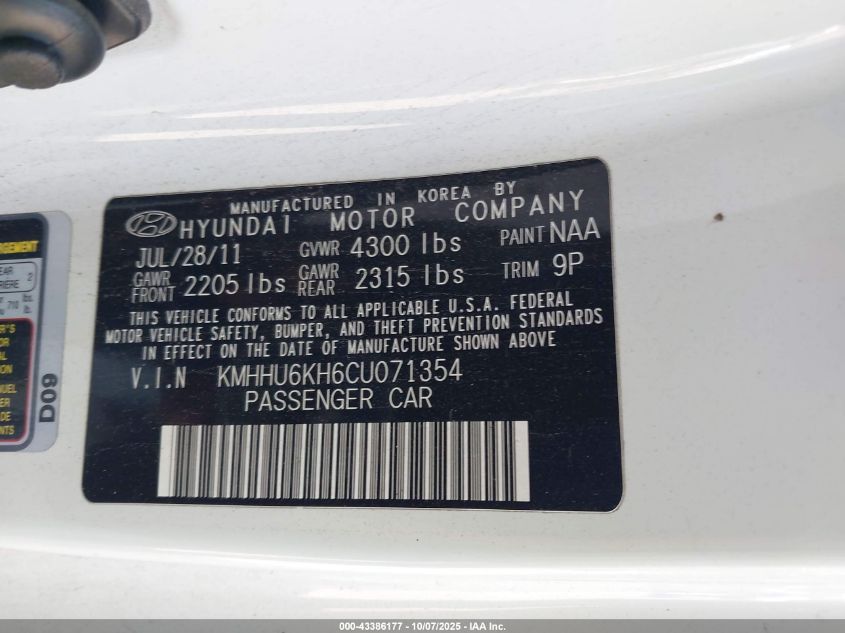 MANUFACTURED IN KOREA BY
HYUNDAI MOTOR COMPANY
JUL/28/11 GVWR 4300 lbs PAINT NAA
GAWR FRONT 2205 lbs GAWR REAR 2315 lbs TRIM 9P
THIS VEHICLE CONFORMS TO ALL APPLICABLE U.S.A. FEDERAL
MOTOR VEHICLE SAFETY, BUMPER, AND THEFT PREVENTION STANDARDS
IN EFFECT ON THE DATE OF MANUFACTURE SHOWN ABOVE
V.I.N KMHHU6KH6CU071354
PASSENGER CAR
2
710 lbs.
D09
000-43386177 - 10/07/2025 - IAA Inc.